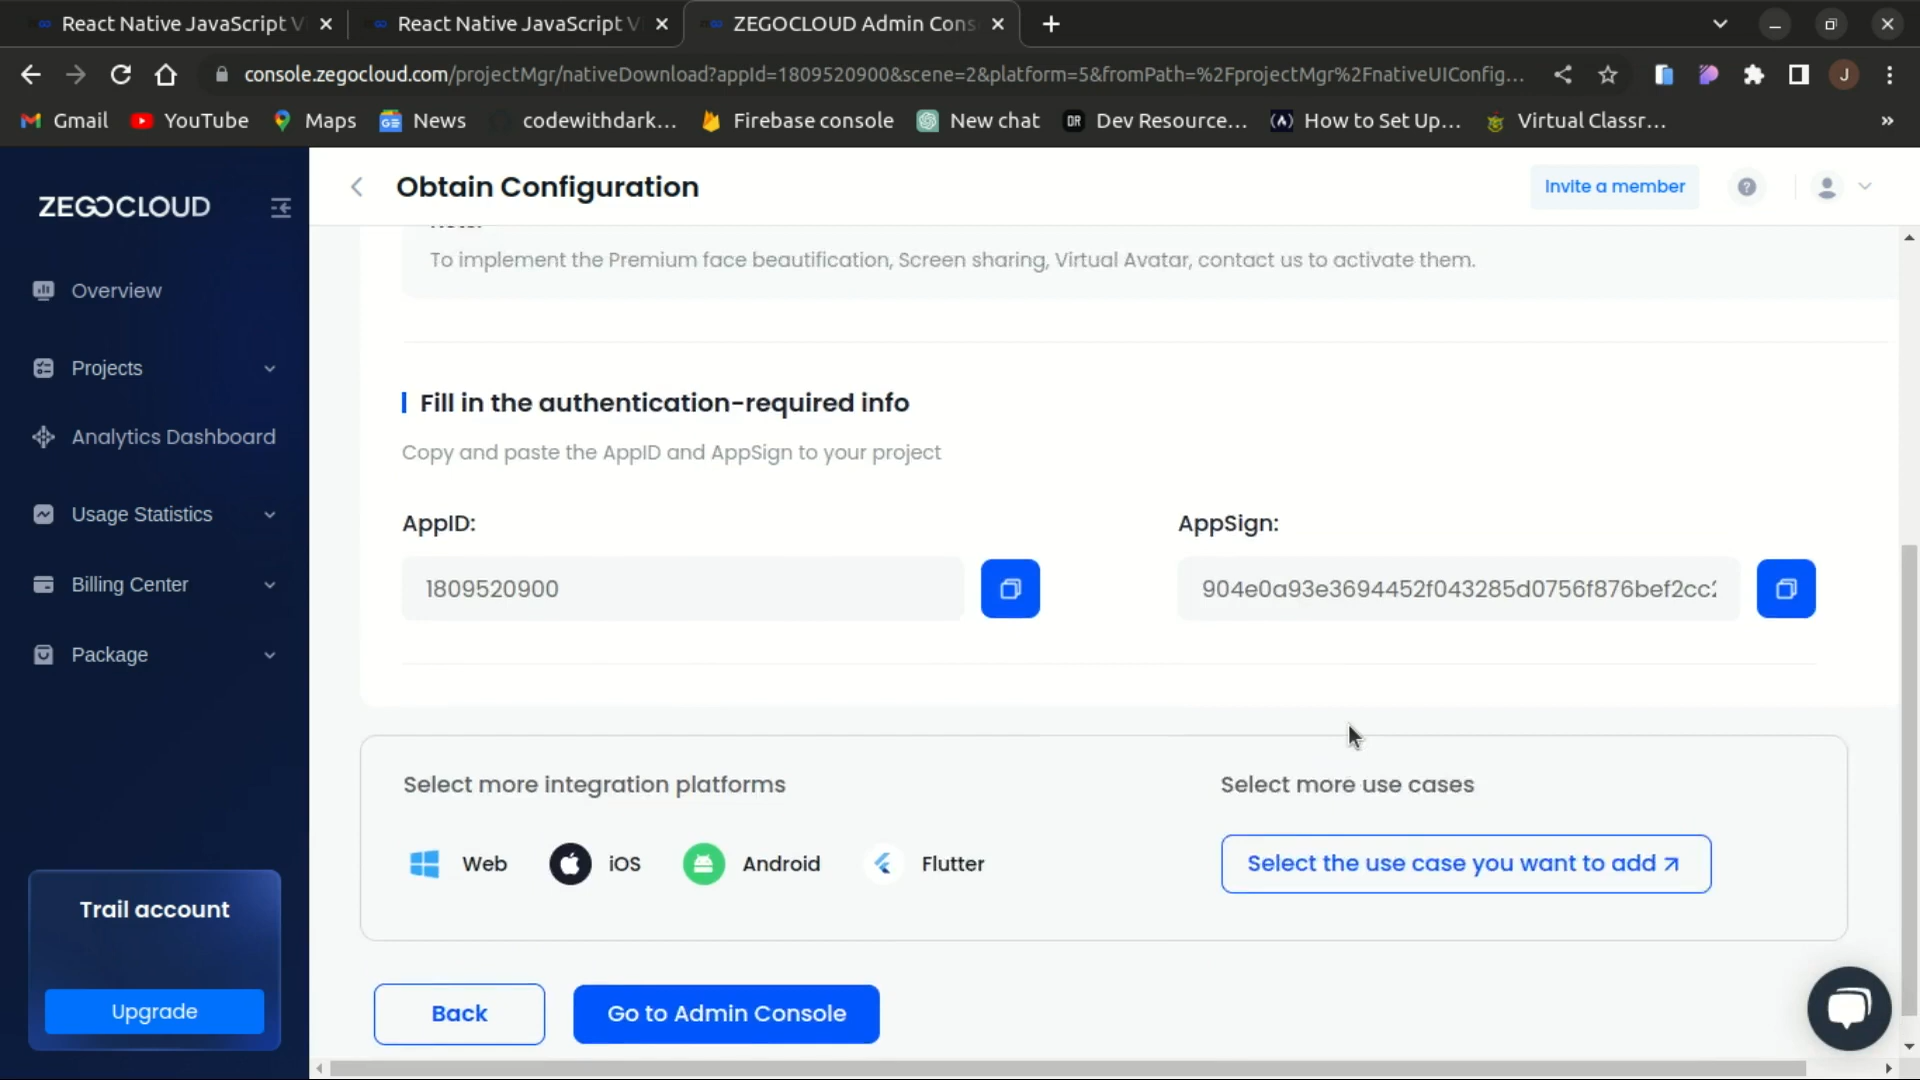 React Native JavaScript V
React Native JavaScript V
ZEGOCLOUD Admin Cons
console.zegocloud.com/projectMgr/nativeDownload?appId=1809520900&scene=2&platform=5&fromPath=%2FprojectMgr%2FnativeUIConfig...
J
Gmail
YouTube
Maps
News
codewithdark...
Firebase console
New chat
DR
Dev Resource...
How to Set Up...
Virtual Classr...
»
ZEGOCLOUD
Overview
Projects
Analytics Dashboard
Usage Statistics
Billing Center
Package
Trail account
Upgrade
Obtain Configuration
Invite a member
To implement the Premium face beautification, Screen sharing, Virtual Avatar, contact us to activate them.
Fill in the authentication-required info
Copy and paste the AppID and AppSign to your project
AppID:
AppSign:
1809520900
904e0a93e3694452f043285d0756f876bef2cc
Select more integration platforms
Select more use cases
Web
iOS
Android
Flutter
Select the use case you want to add
Back
Go to Admin Console